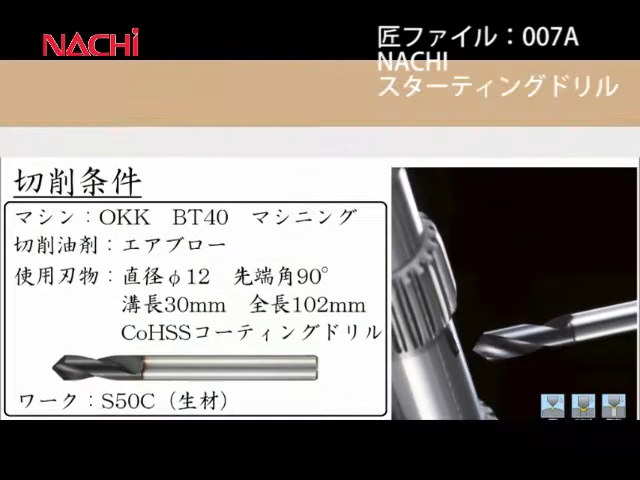 NACHi
匠ファイル：007A
NACHI
スターティングドリル
切削条件
マシン：OKK　BT40　マシニング
切削油剤：エアブロー
使用刃物：直径φ12　先端角90°
溝長30mm　全長102mm
CoHSSコーティングドリル
ワーク：S50C（生材）